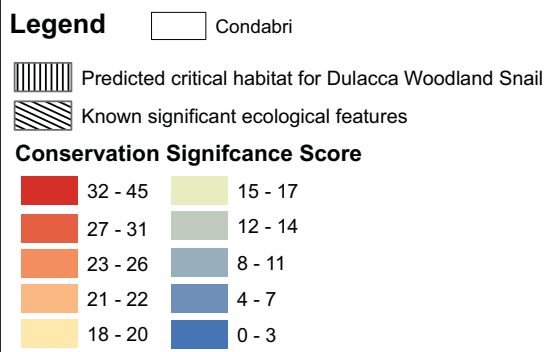 Legend
Condabri
Predicted critical habitat for Dulacca Woodland Snail
Known significant ecological features
Conservation Signifcance Score
32 - 45
27 - 31
23 - 26
21 - 22
18 - 20
15 - 17
12 - 14
8 - 11
4 - 7
0 - 3